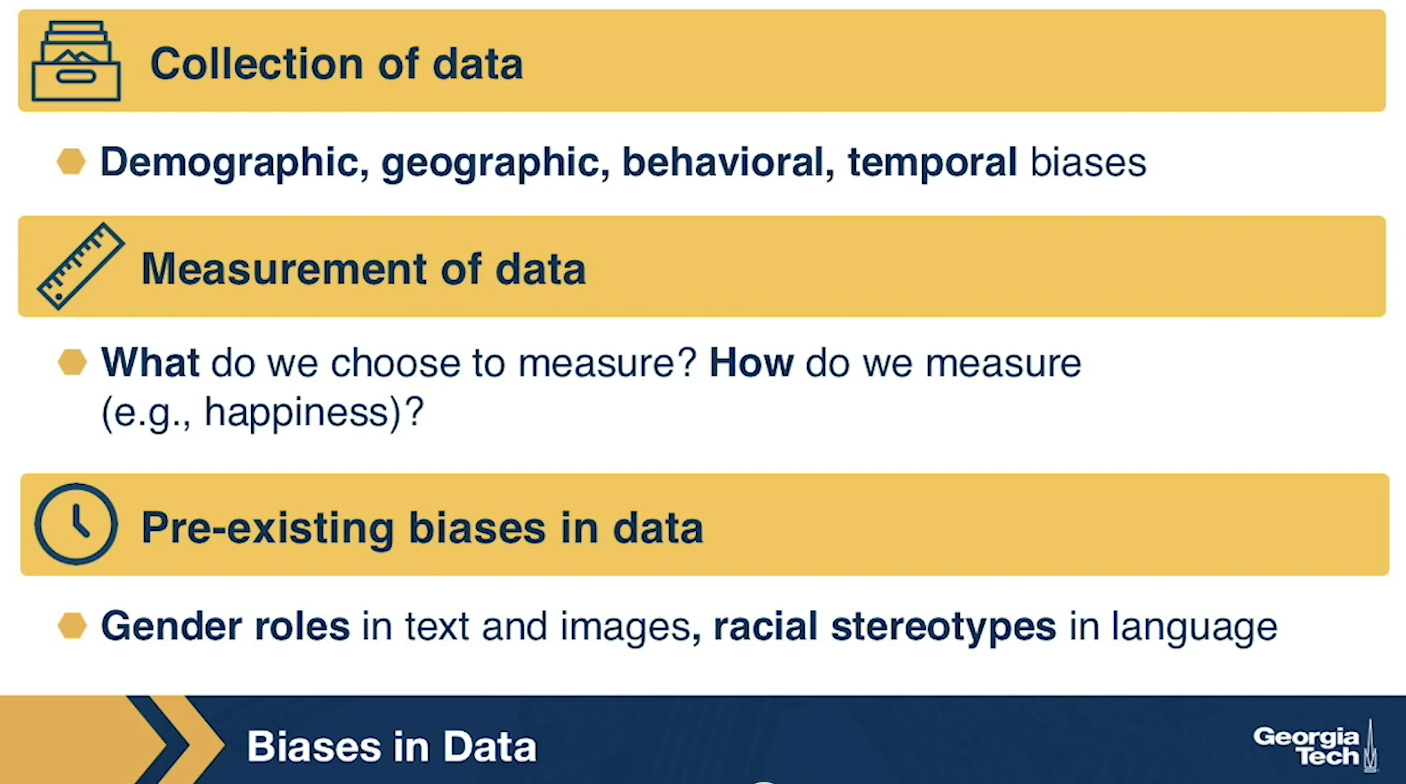 Collection of data
Demographic, geographic, behavioral, temporal biases
Measurement of data
What do we choose to measure? How do we measure
(e.g., happiness)?
Pre-existing biases in data
Gender roles in text and images, racial stereotypes in language
Biases in Data
Georgia
Tech